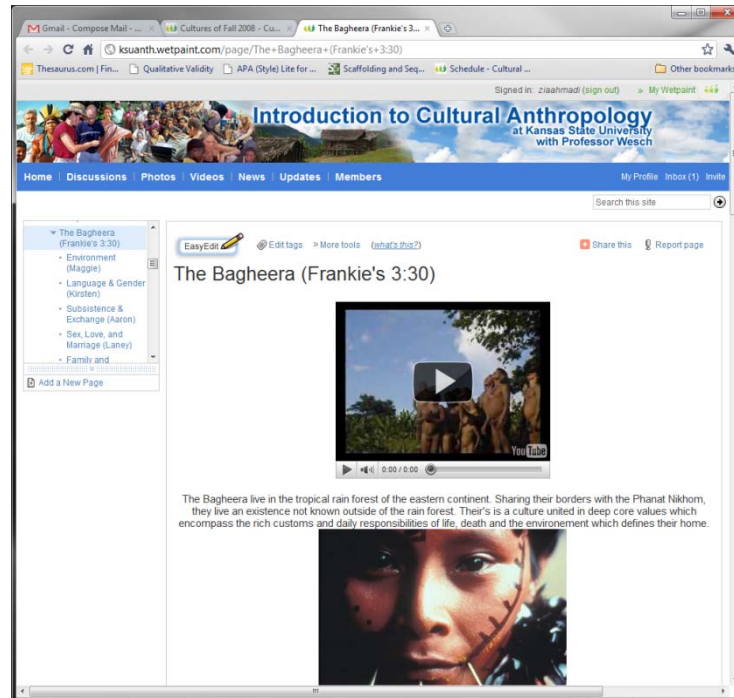 Gmail - Compose Mail - ...
Cultures of Fall 2008 - Cu...
The Bagheera (Frankie's 3...
ksuanth.wetpaint.com/page/The+Bagheera+(Frankie's+3:30)
Thesaurus.com | Fin...
Qualitative Validity
APA (Style) Lite for ...
Scaffolding and Seq...
Schedule - Cultural ...
Other bookmarks
Signed in: ziaahmadi (sign out)
» My Wetpaint
Introduction to Cultural Anthropology
at Kansas State University
with Professor Wesch
Home | Discussions | Photos | Videos | News | Updates | Members
My Profile Inbox (1) Invite
Search this site
The Bagheera
(Frankie's 3:30)
Environment
(Maggie)
Language & Gender
(Kirsten)
Subsistence &
Exchange (Aaron)
Sex, Love, and
Marriage (Laney)
Family and
Add a New Page
EasyEdit
Edit tags
» More tools
(what's this?)
Share this
Report page
The Bagheera (Frankie's 3:30)
YouTube
0:00 / 0:00
The Bagheera live in the tropical rain forest of the eastern continent. Sharing their borders with the Phanat Nikhom,
they live an existence not known outside of the rain forest. Their's is a culture united in deep core values which
encompass the rich customs and daily responsibilities of life, death and the environement which defines their home.